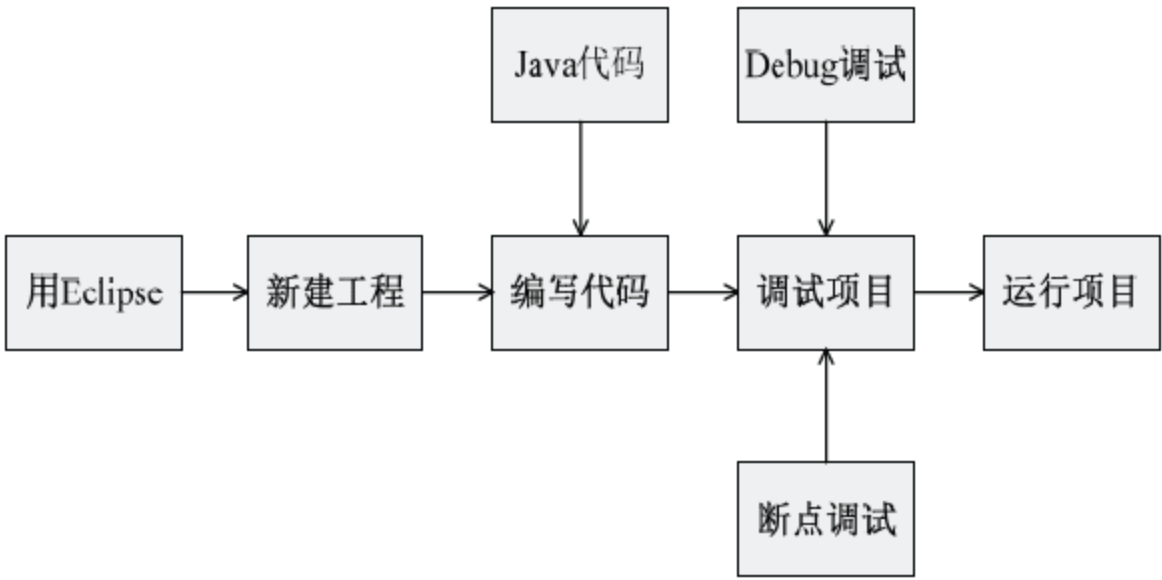 Java代码
Debug调试
用Eclipse
新建工程
编写代码
调试项目
运行项目
断点调试